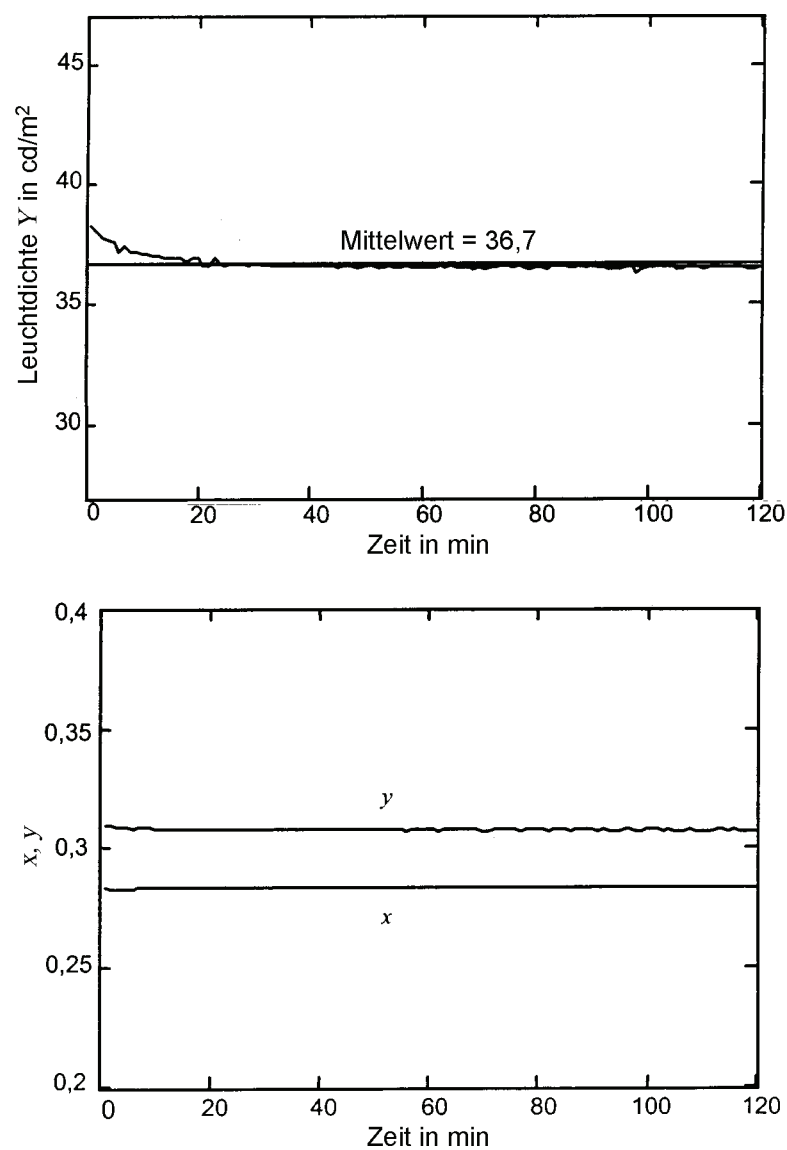 45
40
35
30
Leuchtdichte Y in cd/m²
Mittelwert = 36,7
0 20 40 60 80 100 120
Zeit in min
0,4
0,35
0,3
0,25
0,2
x, y
y
x
0 20 40 60 80 100 120
Zeit in min